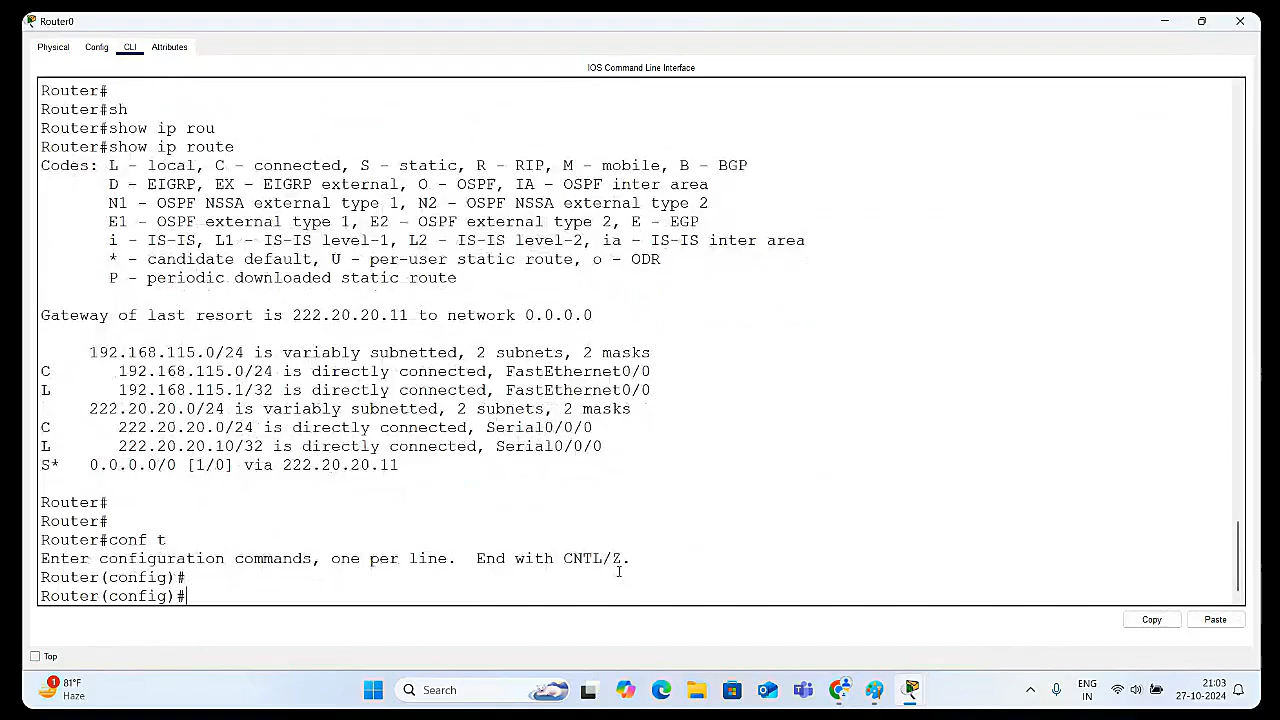 Router0
Physical Config CLI Attributes
IOS Command Line Interface
Router#
Router#sh
Router#show ip rou
Router#show ip route
Codes: L - local, C - connected, S - static, R - RIP, M - mobile, B - BGP
D - EIGRP, EX - EIGRP external, O - OSPF, IA - OSPF inter area
N1 - OSPF NSSA external type 1, N2 - OSPF NSSA external type 2
E1 - OSPF external type 1, E2 - OSPF external type 2, E - EGP
i - IS-IS, L1 - IS-IS level-1, L2 - IS-IS level-2, ia - IS-IS inter area
* - candidate default, U - per-user static route, o - ODR
P - periodic downloaded static route
Gateway of last resort is 222.20.20.11 to network 0.0.0.0
192.168.115.0/24 is variably subnetted, 2 subnets, 2 masks
C 192.168.115.0/24 is directly connected, FastEthernet0/0
L 192.168.115.1/32 is directly connected, FastEthernet0/0
222.20.20.0/24 is variably subnetted, 2 subnets, 2 masks
C 222.20.20.0/24 is directly connected, Serial0/0/0
L 222.20.20.10/32 is directly connected, Serial0/0/0
S* 0.0.0.0/0 [1/0] via 222.20.20.11
Router#
Router#
Router#conf t
Enter configuration commands, one per line. End with CNTL/Z.
Router(config)#
Router(config)#
Copy Paste
Top
1 81°F
Haze
Search
ENG
IN
21:03
27-10-2024